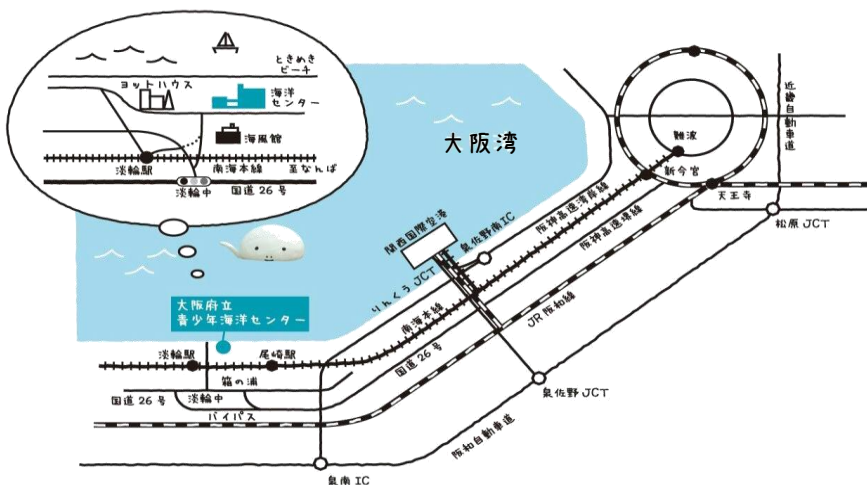 ときめき
ビーチ
ヨットハウス
海洋
センター
海風館
淡輪駅
南海本線
至なんば
淡輪中
国道26号
大阪湾
近畿自動車道
難波
新今宮
天王寺
松原JCT
阪神高速湾岸線
阪神高速堺線
関西国際空港
泉佐野南IC
りんくうJCT
南海本線
JR阪和線
国道26号
大阪府立
青少年海洋センター
淡輪駅
尾崎駅
箱の浦
国道26号
淡輪中
バイパス
泉佐野JCT
阪和自動車道
泉南IC